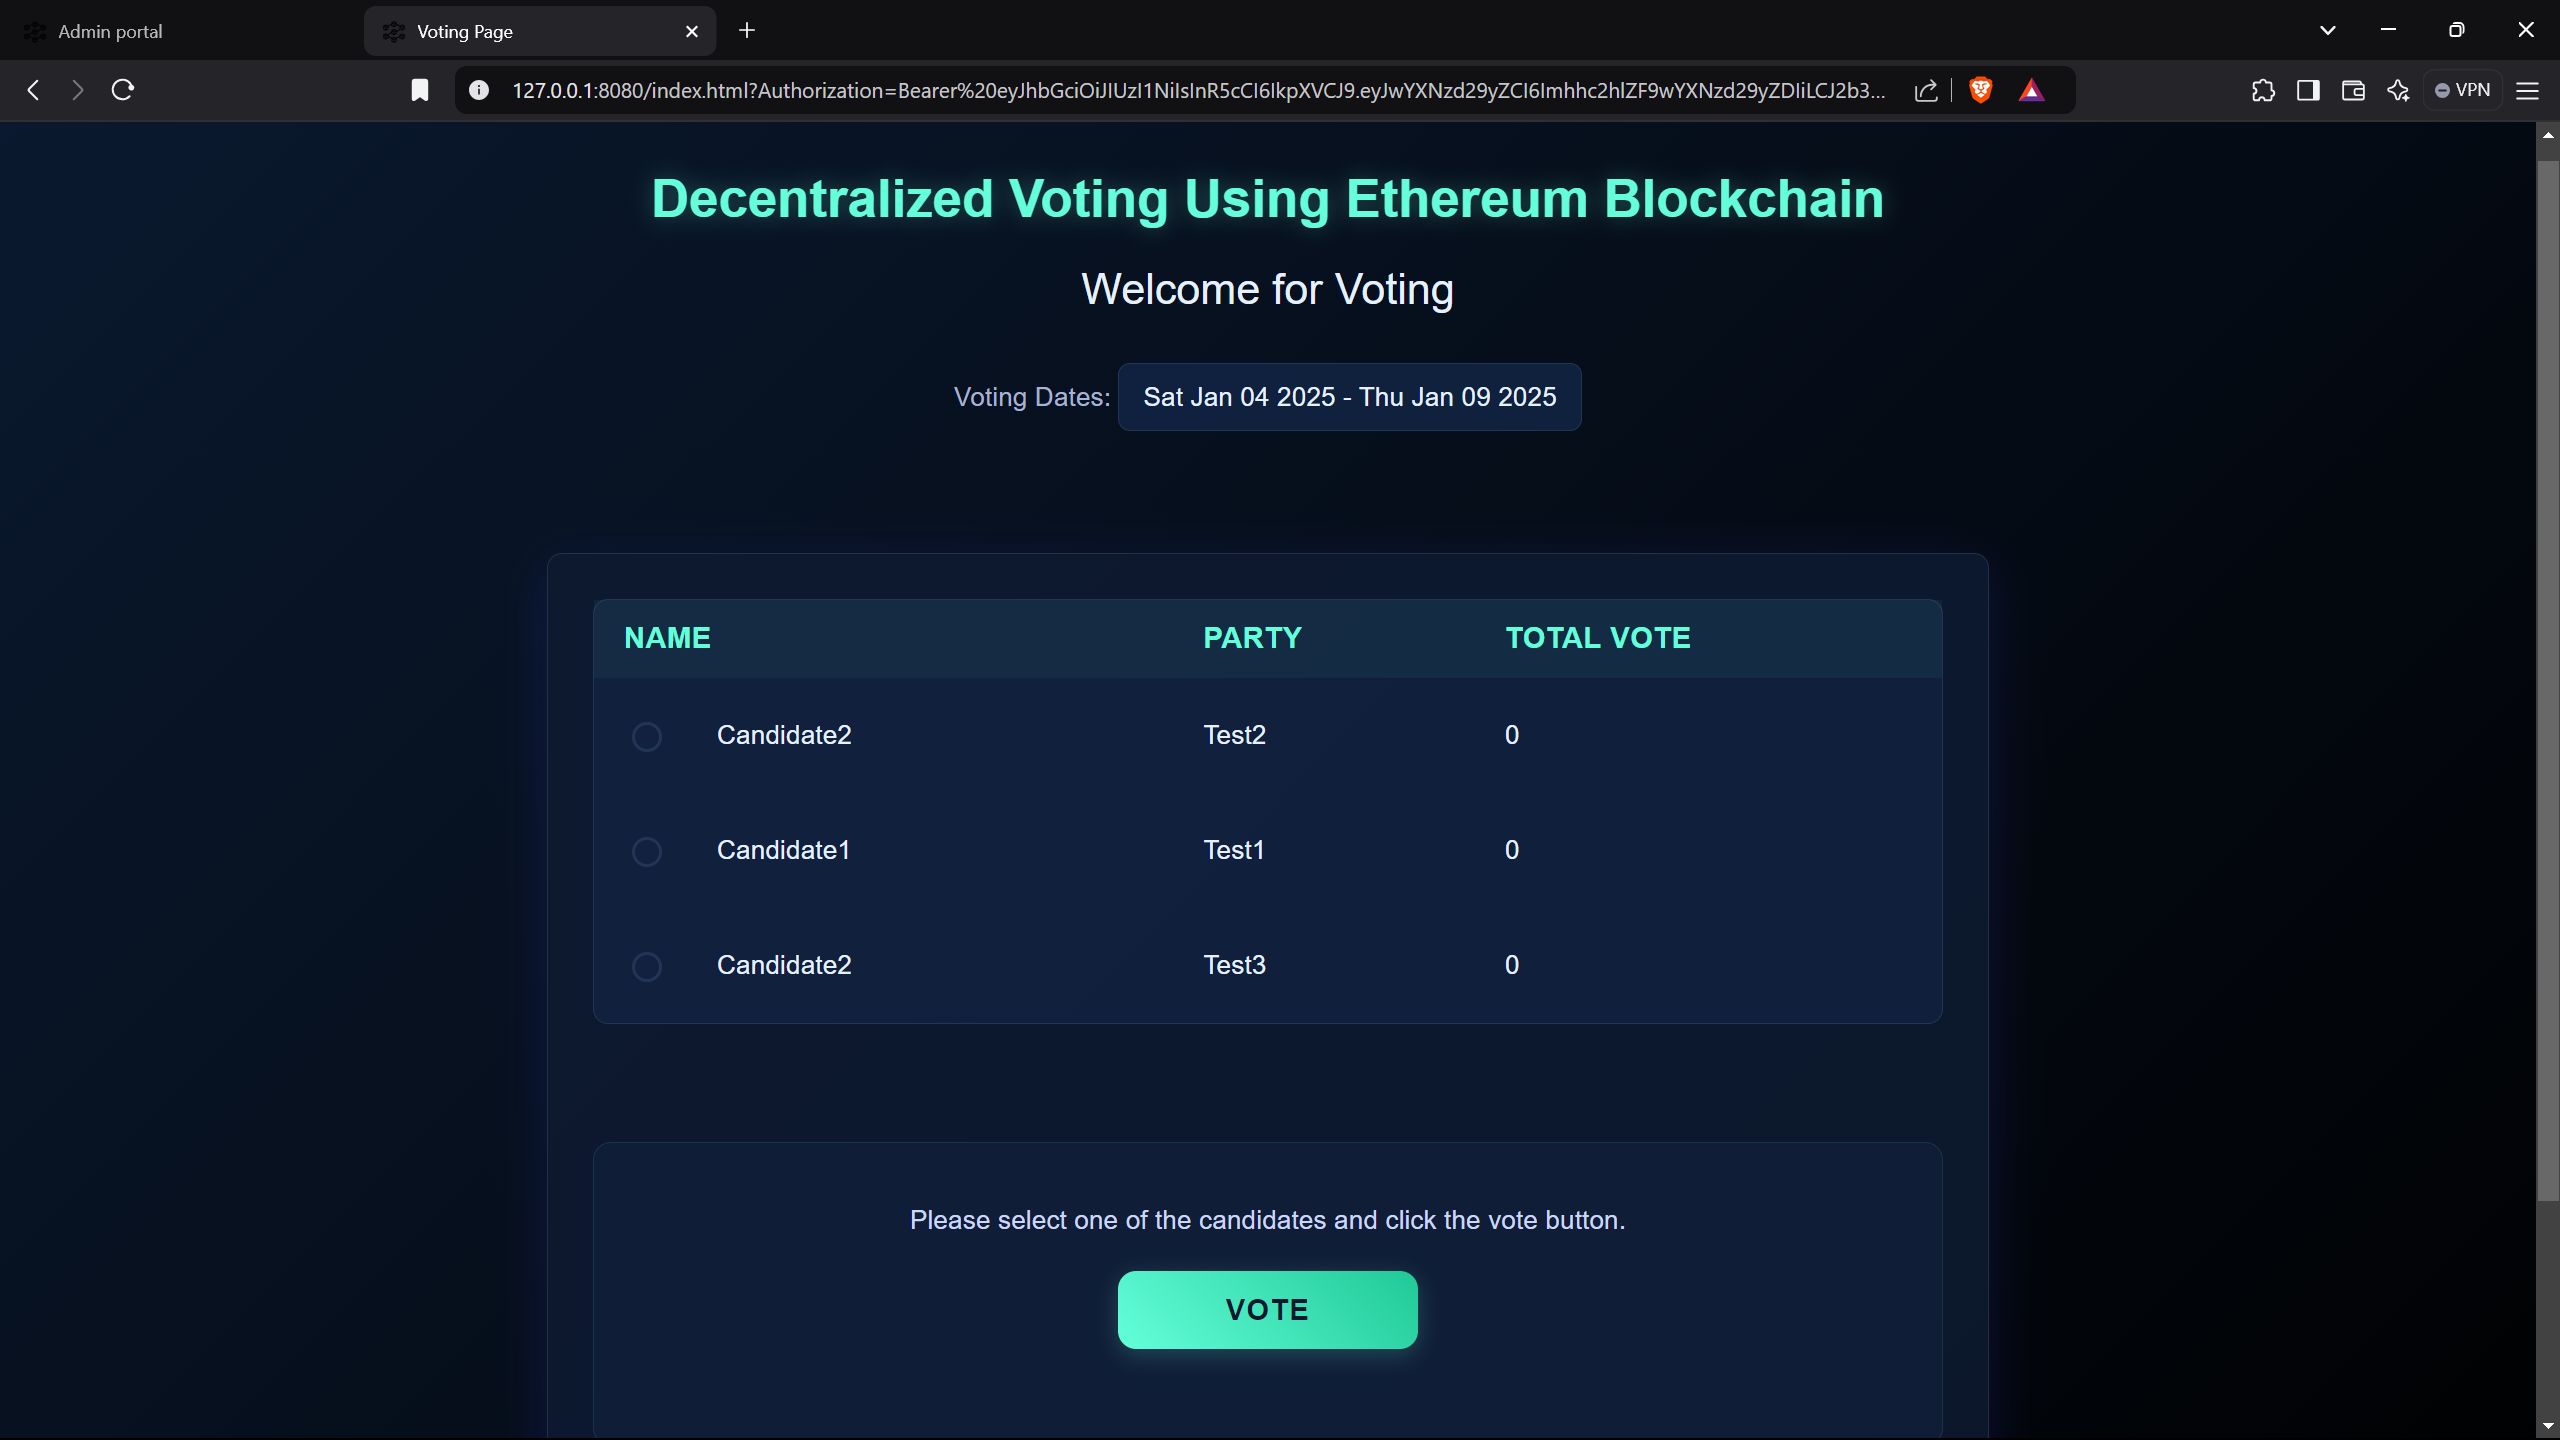 Admin portal
Voting Page
127.0.0.1:8080/index.html?Authorization=Bearer%20eyJhbGciOiJIUzI1NiIsInR5cCI6IkpXVCJ9.eyJwYXNzd29yZCI6Imhhc2hlZF9wYXNzd29yZDIiLCJ2b3...
VPN
Decentralized Voting Using Ethereum Blockchain
Welcome for Voting
Voting Dates: Sat Jan 04 2025 - Thu Jan 09 2025
NAME PARTY TOTAL VOTE
Candidate2 Test2 0
Candidate1 Test1 0
Candidate2 Test3 0
Please select one of the candidates and click the vote button.
VOTE